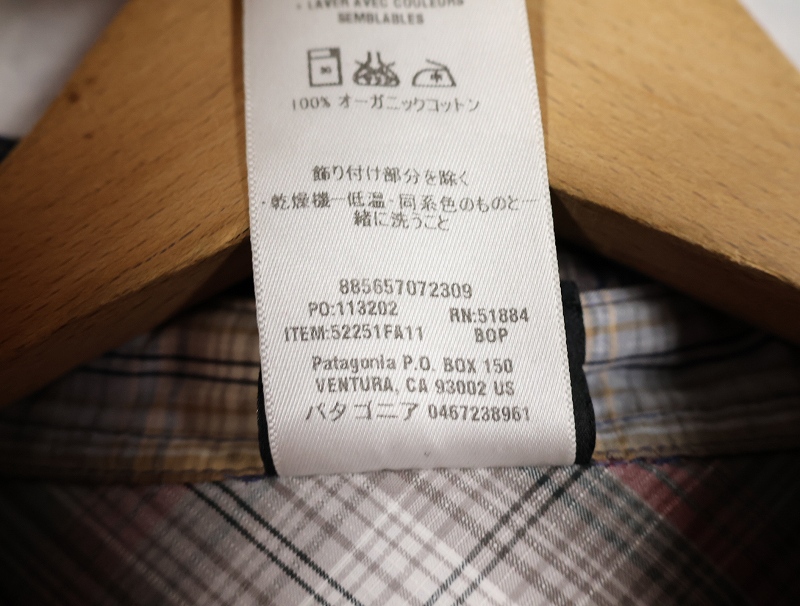 • LAVER AVEC COULEURS
SEMBLABLES
30 中
100% オーガニックコットン
飾り付け部分を除く
・乾燥機－低温・同系色のものと一
緒に洗うこと
885657072309
PO:113202 RN:51884
ITEM:52251FA11 BOP
Patagonia P.O. BOX 150
VENTURA, CA 93002 US
パタゴニア 0467238961